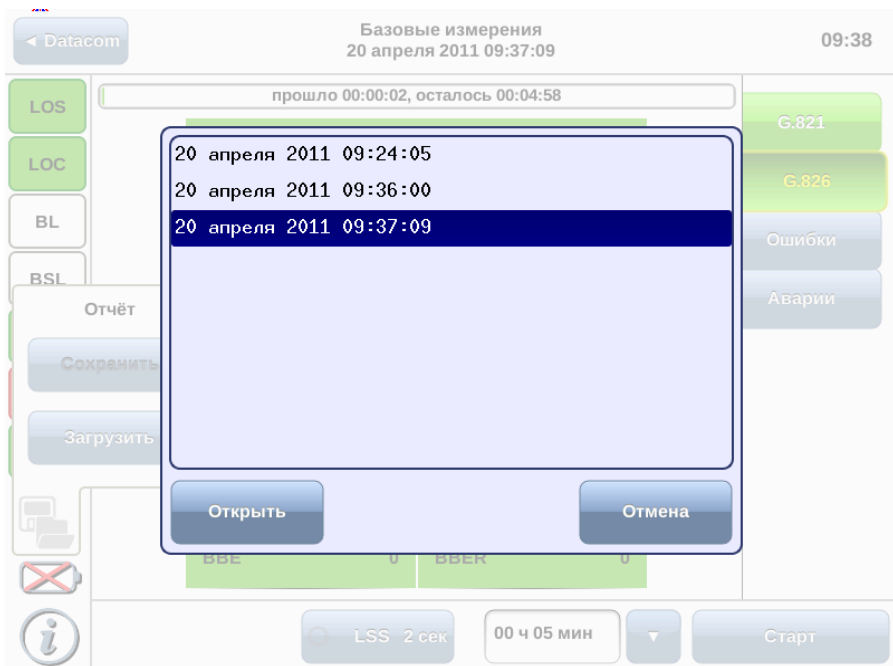 ◄ Datacom
Базовые измерения
20 апреля 2011 09:37:09
09:38
LOS
прошло 00:00:02, осталось 00:04:58
G.821
LOC
G.826
BL
Ошибки
BSL
Аварии
Отчёт
Сохранить
Загрузить
20 апреля 2011 09:24:05
20 апреля 2011 09:36:00
20 апреля 2011 09:37:09
Открыть
Отмена
BBE 0 BBER 0
LSS 2 сек
00 ч 05 мин
▼
Старт